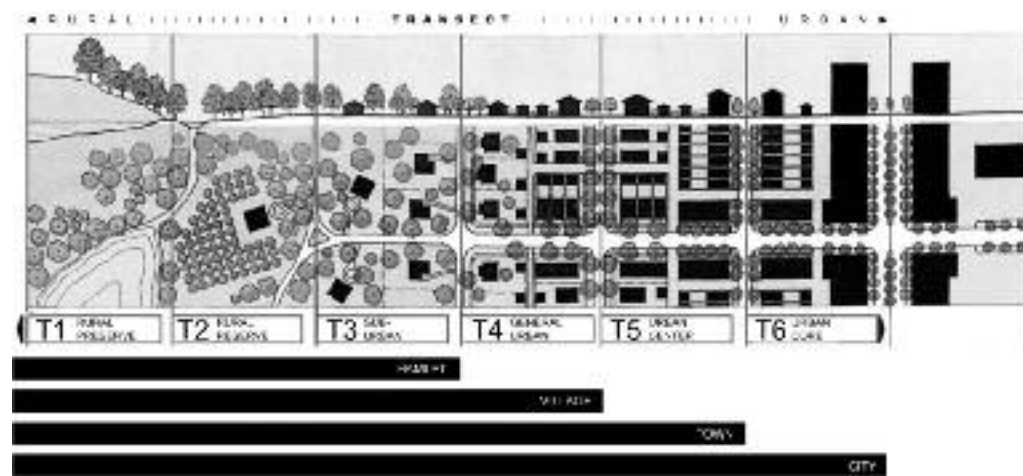 RURAL TRANSECT URBAN
T1 RURAL PRESERVE
T2 RURAL RESERVE
T3 SUB-URBAN
T4 GENERAL URBAN
T5 URBAN CENTER
T6 URBAN CORE
HAMLET
VILLAGE
TOWN
CITY